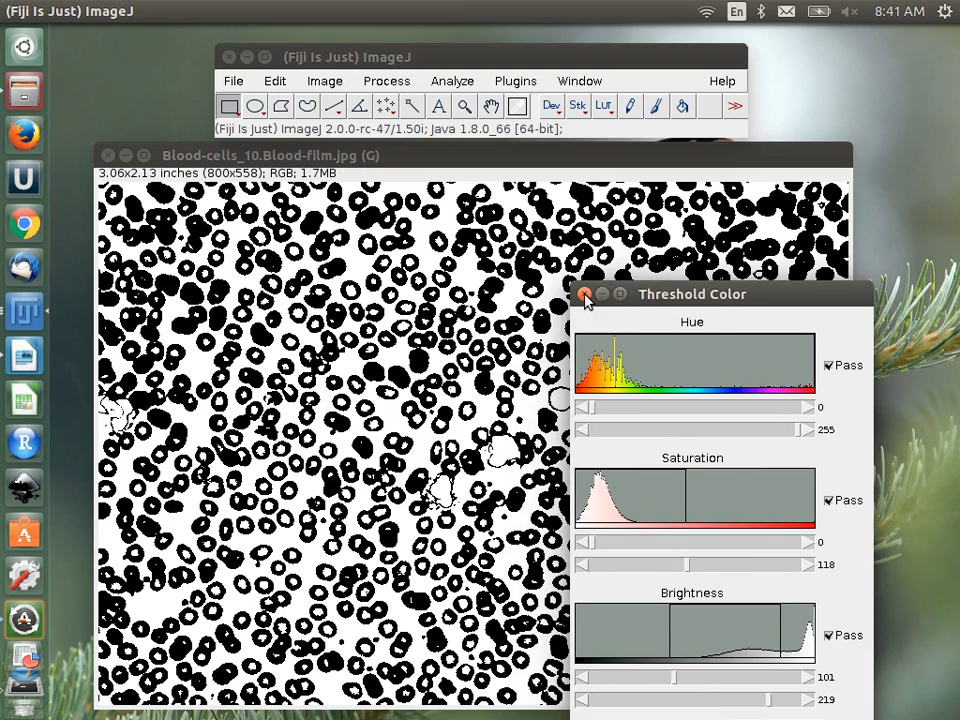 (Fiji Is Just) ImageJ
En
8:41 AM
(Fiji Is Just) ImageJ
File Edit Image Process Analyze Plugins Window Help
A Dev Stk LUT >>
(Fiji Is Just) ImageJ 2.0.0-rc-47/1.50i; Java 1.8.0_66 [64-bit];
Blood-cells_10.Blood-film.jpg (G)
3.06x2.13 inches (800x558); RGB; 1.7MB
Threshold Color
Hue
Pass
0
255
Saturation
Pass
0
118
Brightness
Pass
101
219
U
R
A
A